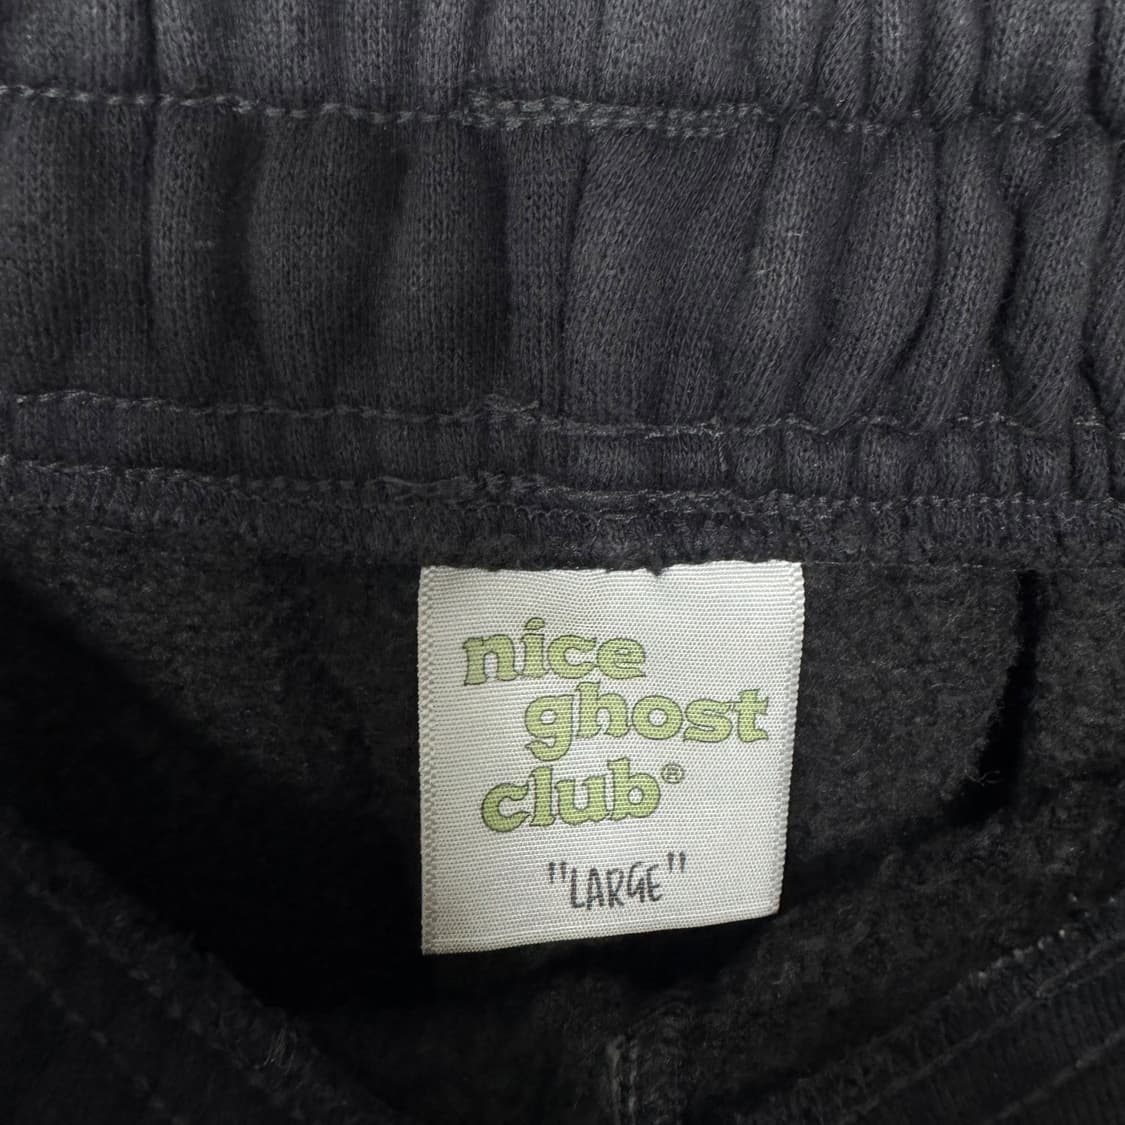 nice
ghost
club®
"LARGE"